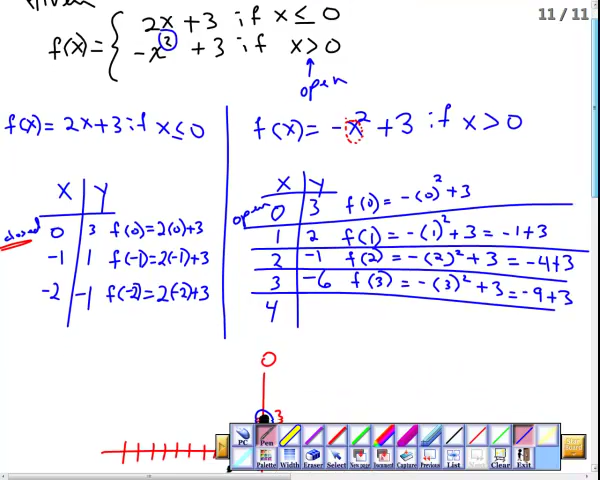 11 / 11
f(x) = { 2x + 3 if x ≤ 0
-x² + 3 if x > 0
open
f(x) = 2x + 3 if x ≤ 0
f(x) = -x² + 3 if x > 0
x y
closed 0 3 f(0) = 2(0)+3
-1 1 f(-1) = 2(-1)+3
-2 -1 f(-2) = 2(-2)+3
x y
open 0 3 f(0) = -(0)² + 3
1 2 f(1) = -(1)² + 3 = -1+3
2 -1 f(2) = -(2)² + 3 = -4+3
3 -6 f(3) = -(3)² + 3 = -9+3
4
0
3
PC Pen
Palette Width Eraser Select New page Document Capture Previous List Next Clear Exit